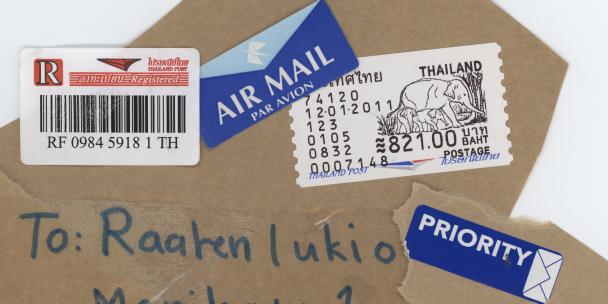 R
ไปรษณีย์ไทย
THAILAND POST
ลงทะเบียน Registered
RF 0984 5918 1 TH
AIR MAIL
PAR AVION
THAILAND
74120
12-01-2011
123
0105
0832
0007148
≈821.00 บาท
BAHT
POSTAGE
THAILAND POST ไปรษณีย์ไทย
To: Raahen lukio
PRIORITY